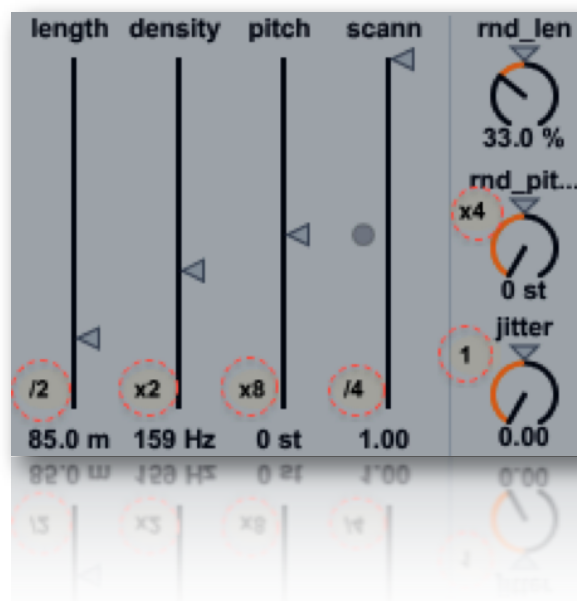 length density pitch scann
/2 x2 x8 /4
85.0 m 159 Hz 0 st 1.00
rnd_len
33.0 %
rnd_pit...
x4
0 st
jitter
1
0.00